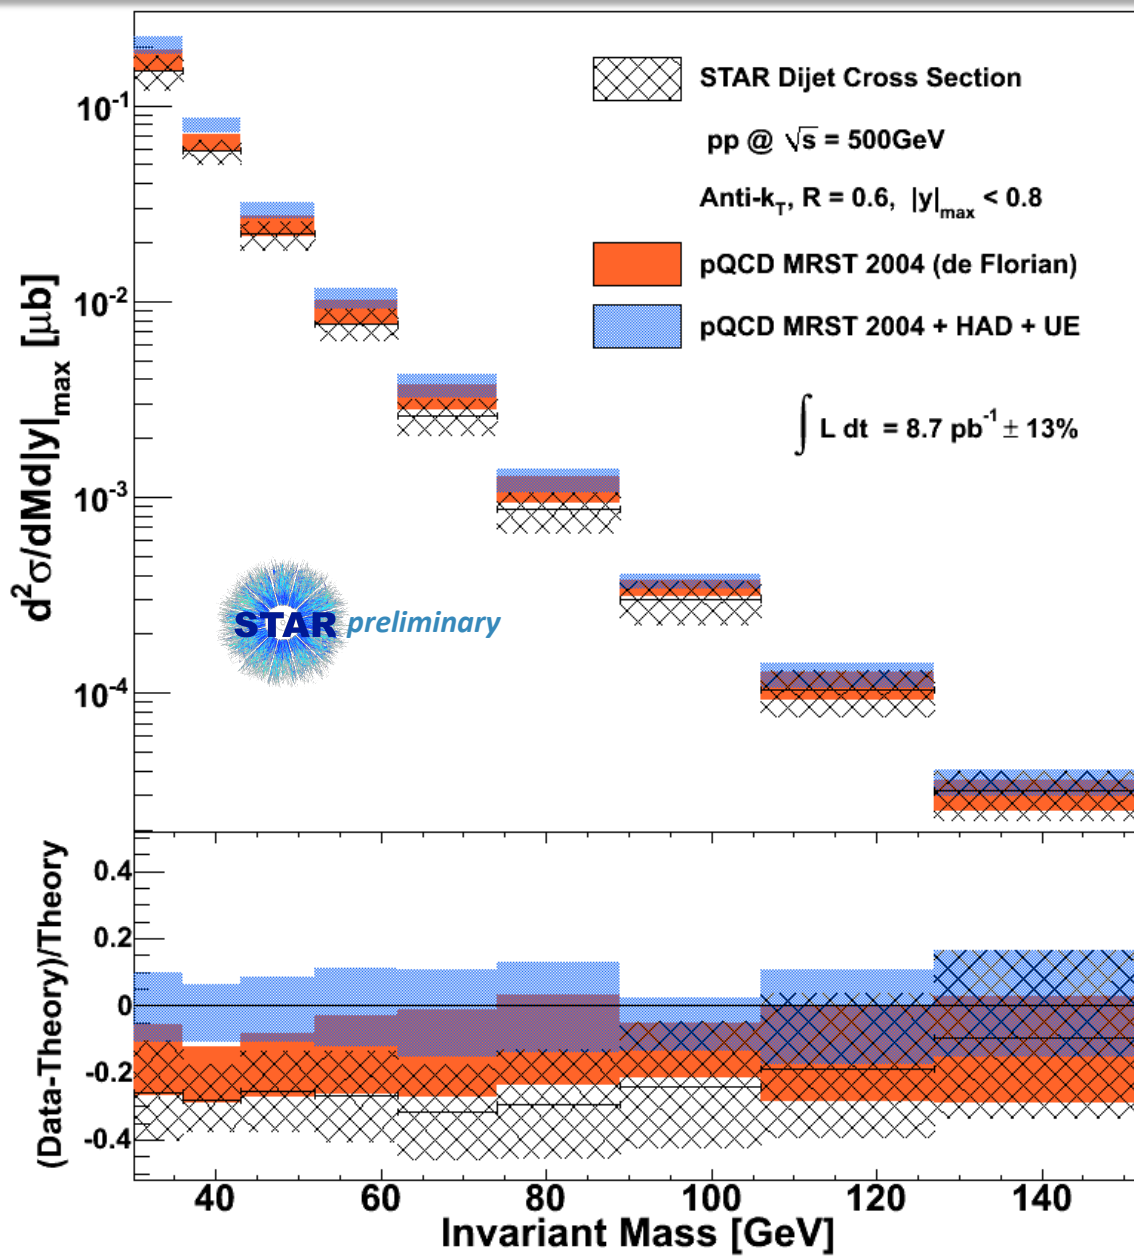 STAR Dijet Cross Section
pp @ √s = 500GeV
Anti-k_T, R = 0.6, |y|_max < 0.8
pQCD MRST 2004 (de Florian)
pQCD MRST 2004 + HAD + UE
∫ L dt = 8.7 pb^-1 ± 13%
d^2σ/dMd|y|_max [μb]
10^-1
10^-2
10^-3
10^-4
STAR preliminary
(Data-Theory)/Theory
0.4
0.2
0
-0.2
-0.4
40 60 80 100 120 140
Invariant Mass [GeV]